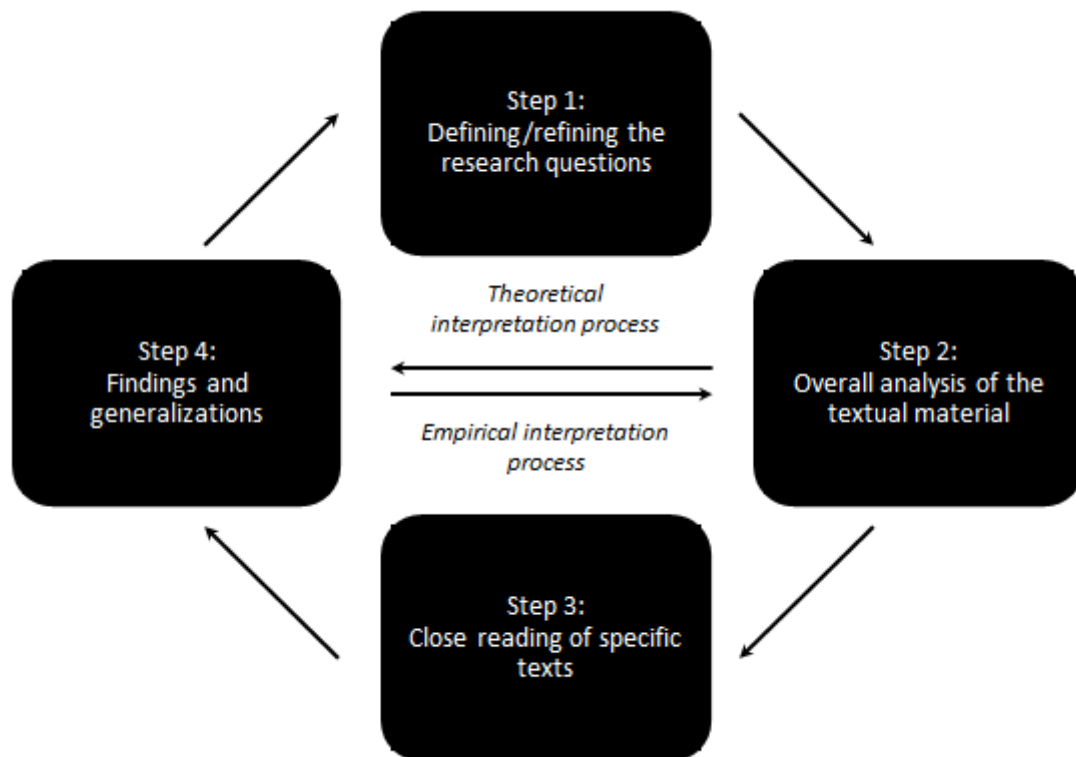 Step 1:
Defining/refining the
research questions
Theoretical
interpretation process
Step 4:
Findings and
generalizations
Step 2:
Overall analysis of the
textual material
Empirical interpretation
process
Step 3:
Close reading of specific
texts